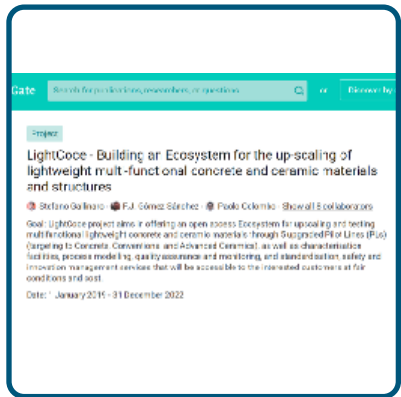 Gate Search for publications, researchers, or questions or Discover by
Project
LightCoce - Building an Ecosystem for the up-scaling of
lightweight multi-functional concrete and ceramic materials
and structures
Stefano Gallinaro · F.J. Gómez Sánchez · Paolo Colombo · Show all 8 collaborators
Goal: LightCoce project aims in offering an open access Ecosystem for upscaling and testing
multifunctional lightweight concrete and ceramic materials through 9 upgraded Pilot Lines (PLs)
(targeting to Concrete, Conventional and Advanced Ceramics), as well as characterisation
facilities, process modelling, quality assurance and monitoring, and standardisation, safety and
innovation management services that will be accessible to the interested customers at fair
conditions and cost.
Date: 1 January 2019 - 31 December 2022